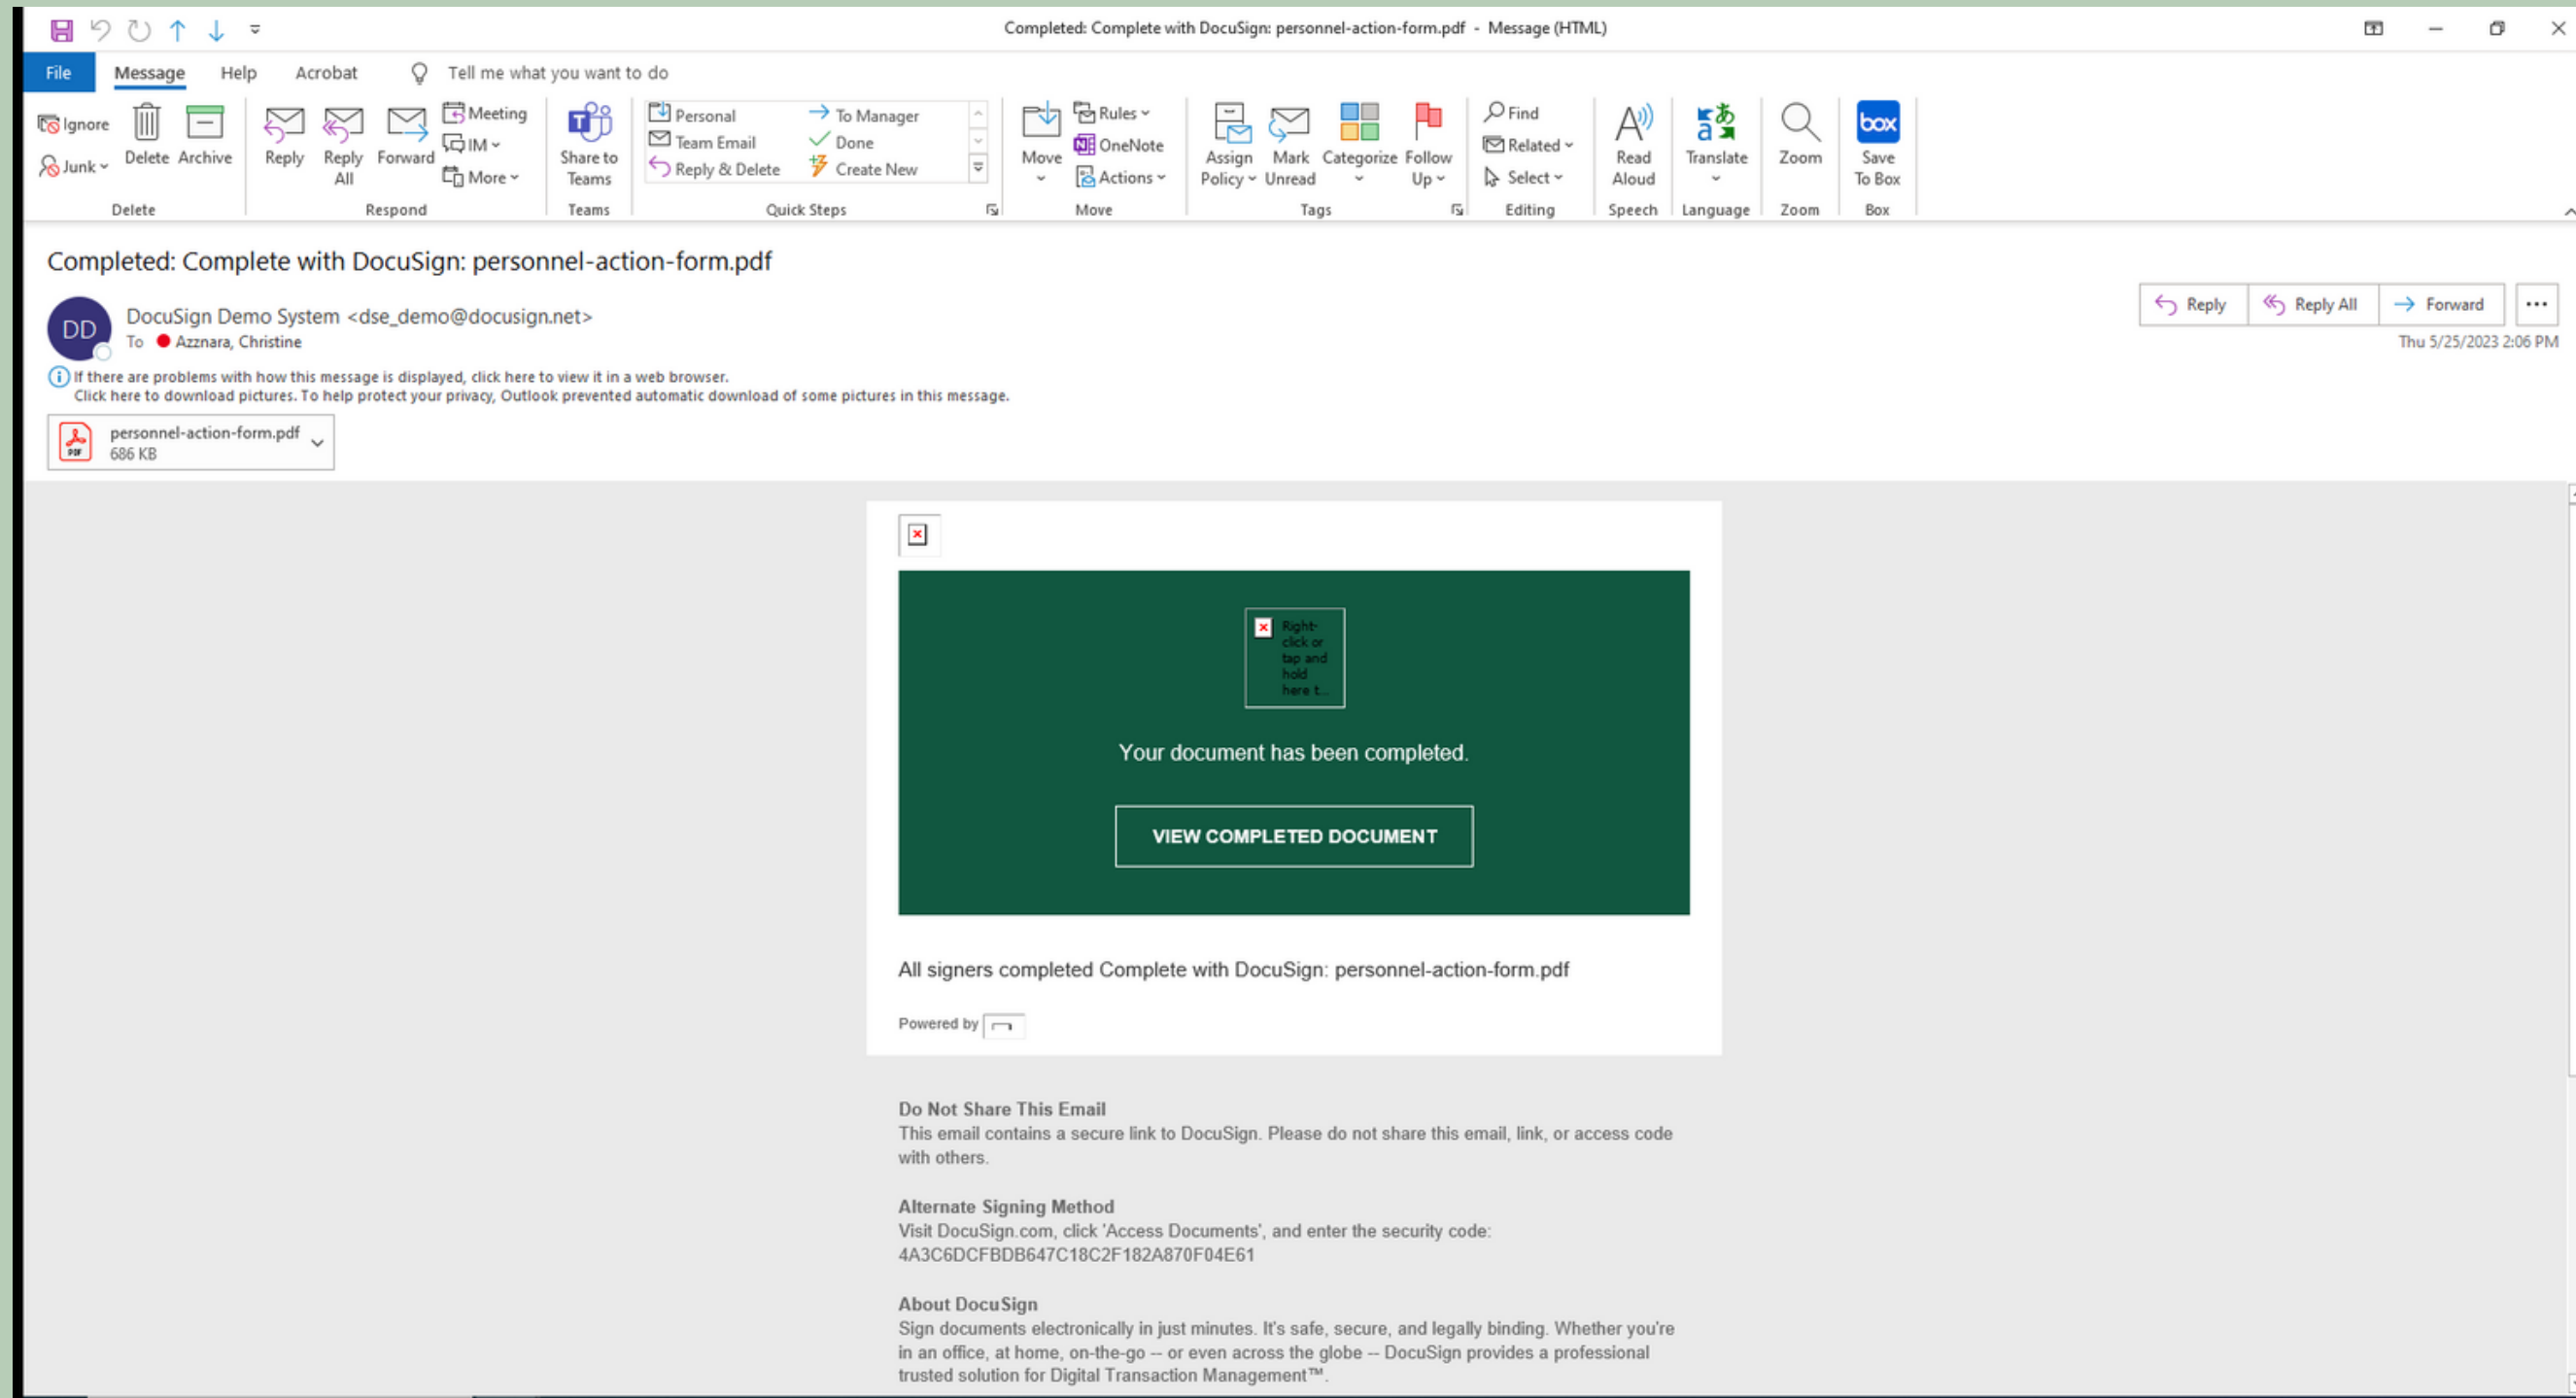 Completed: Complete with DocuSign: personnel-action-form.pdf - Message (HTML)
File Message Help Acrobat Tell me what you want to do
Ignore
Junk
Delete
Archive
Reply
Reply All
Forward
Meeting
IM
More
Share to Teams
Personal
Team Email
Reply & Delete
To Manager
Done
Create New
Move
Rules
OneNote
Actions
Assign Policy
Mark Unread
Categorize
Follow Up
Find
Related
Select
Read Aloud
Translate
Zoom
box
Save To Box
Delete Respond Teams Quick Steps Move Tags Editing Speech Language Zoom Box
Completed: Complete with DocuSign: personnel-action-form.pdf
DD
DocuSign Demo System <dse_demo@docusign.net>
To Azznara, Christine
Reply Reply All Forward
Thu 5/25/2023 2:06 PM
If there are problems with how this message is displayed, click here to view it in a web browser.
Click here to download pictures. To help protect your privacy, Outlook prevented automatic download of some pictures in this message.
PDF
personnel-action-form.pdf
686 KB
Right-
click or
tap and
hold
here t...
Your document has been completed.
VIEW COMPLETED DOCUMENT
All signers completed Complete with DocuSign: personnel-action-form.pdf
Powered by
Do Not Share This Email
This email contains a secure link to DocuSign. Please do not share this email, link, or access code
with others.
Alternate Signing Method
Visit DocuSign.com, click 'Access Documents', and enter the security code:
4A3C6DCFBDB647C18C2F182A870F04E61
About DocuSign
Sign documents electronically in just minutes. It's safe, secure, and legally binding. Whether you're
in an office, at home, on-the-go -- or even across the globe -- DocuSign provides a professional
trusted solution for Digital Transaction Management™.